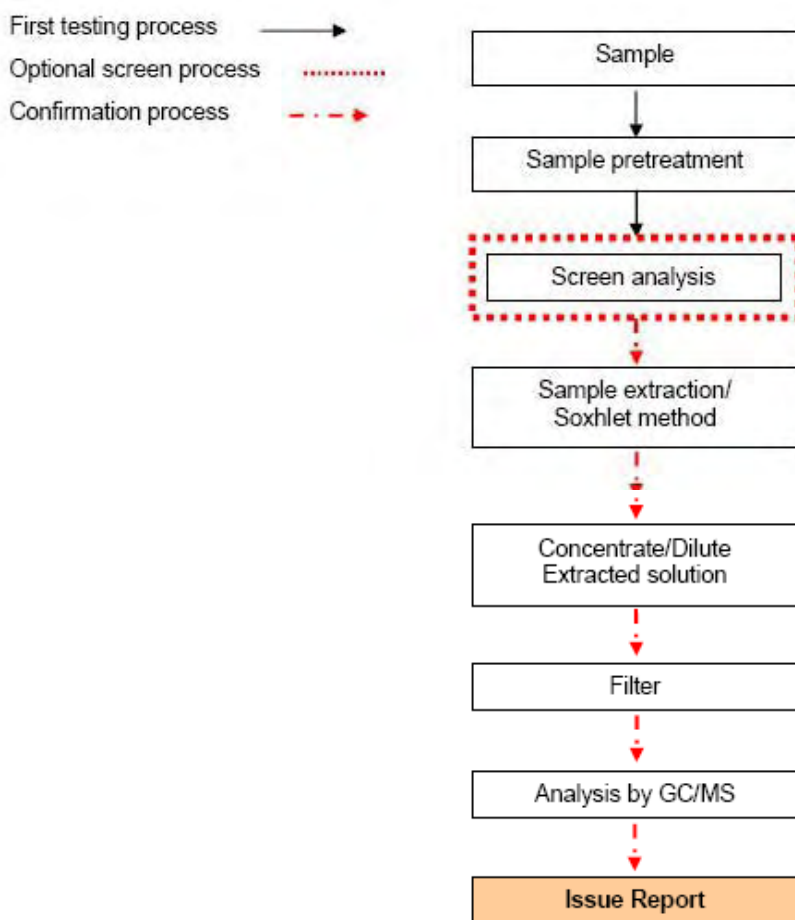 First testing process
Optional screen process
Confirmation process
Sample
Sample pretreatment
Screen analysis
Sample extraction/
Soxhlet method
Concentrate/Dilute
Extracted solution
Filter
Analysis by GC/MS
Issue Report